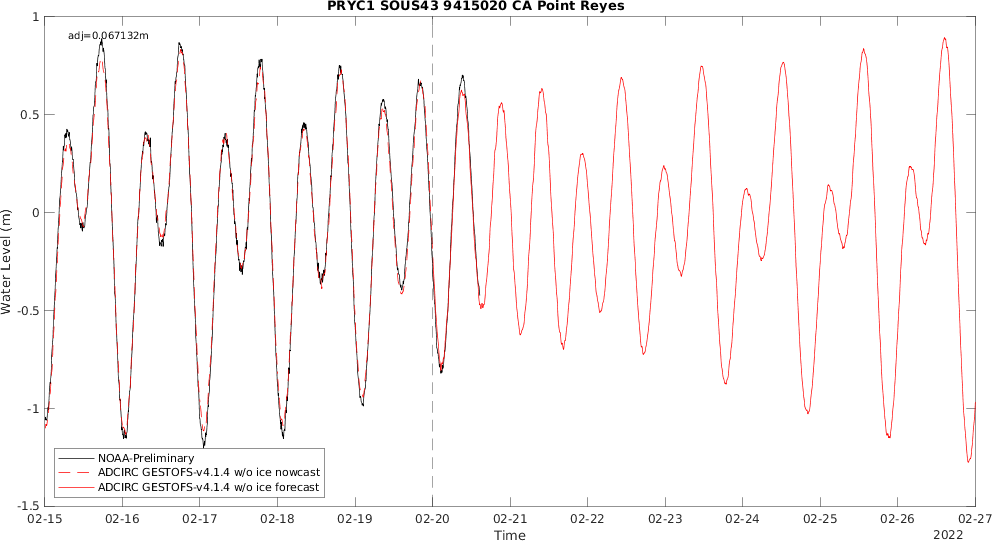 PRYC1 SOUS43 9415020 CA Point Reyes
adj=0.067132m
1
0.5
0
-0.5
-1
-1.5
Water Level (m)
NOAA-Preliminary
ADCIRC GESTOFS-v4.1.4 w/o ice nowcast
ADCIRC GESTOFS-v4.1.4 w/o ice forecast
02-15 02-16 02-17 02-18 02-19 02-20 02-21 02-22 02-23 02-24 02-25 02-26 02-27
Time
2022